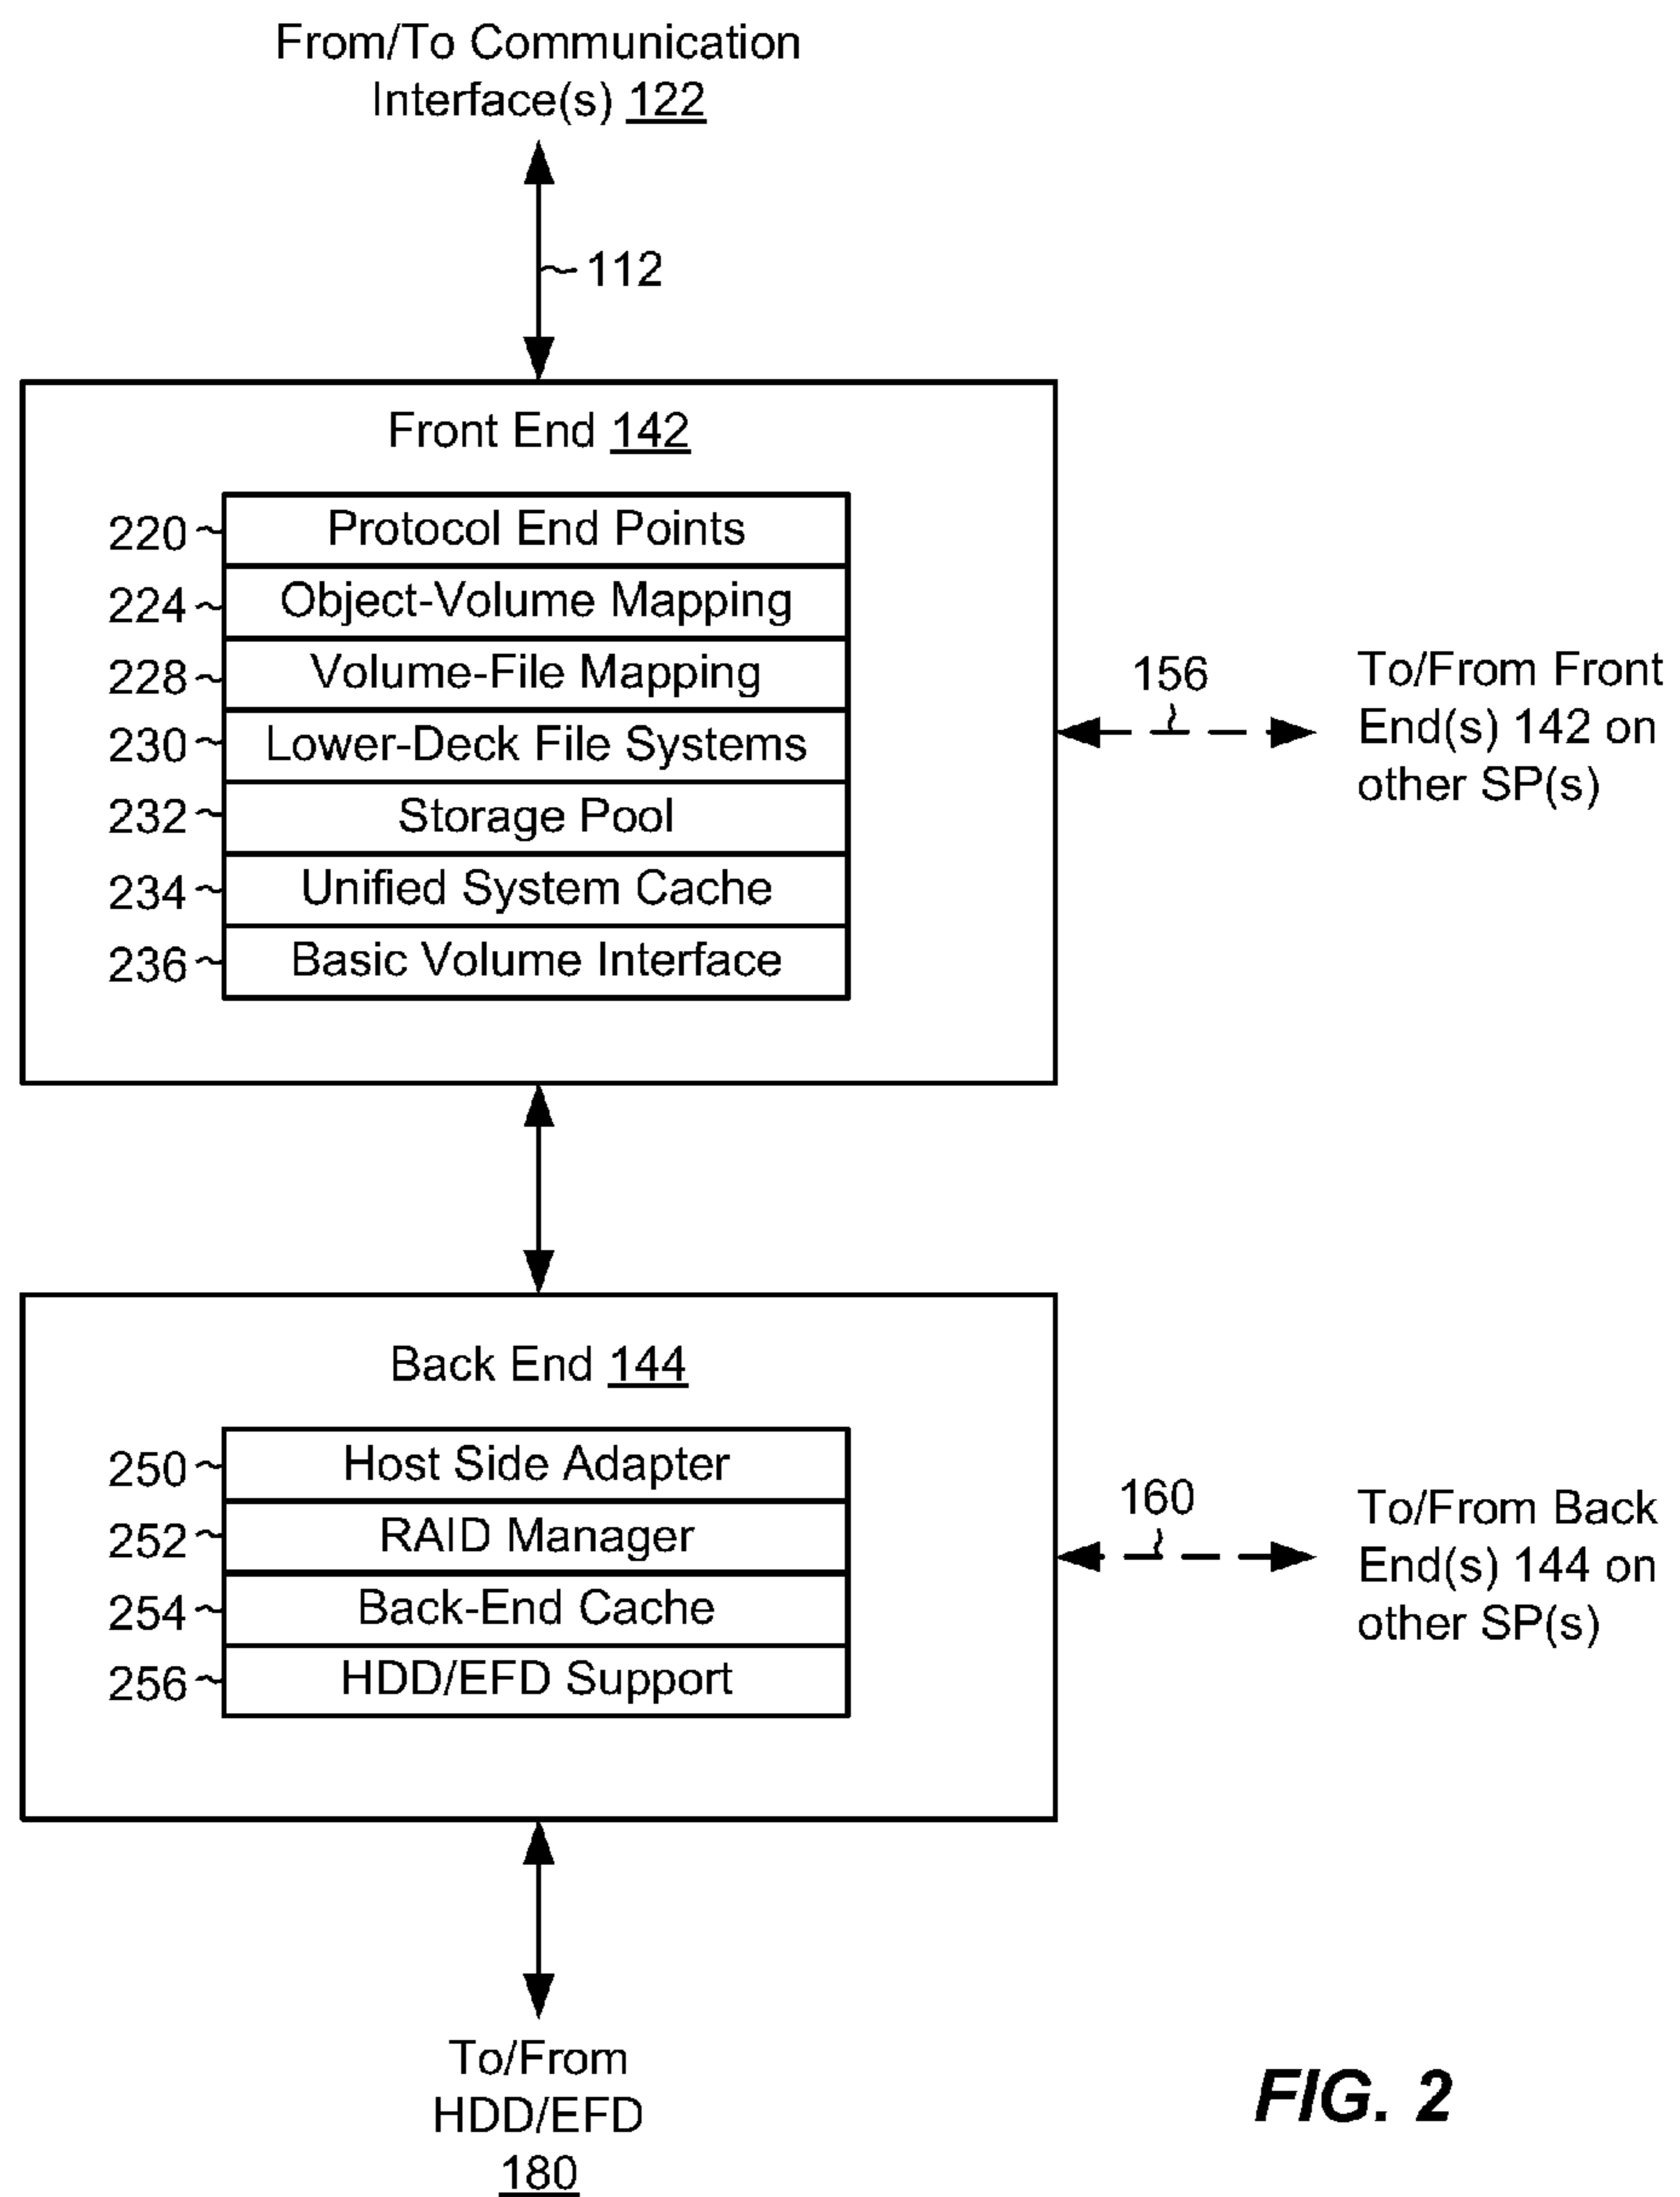 From/To Communication
Interface(s) 122
112
Front End 142
220 Protocol End Points
224 Object-Volume Mapping
228 Volume-File Mapping
230 Lower-Deck File Systems
232 Storage Pool
234 Unified System Cache
236 Basic Volume Interface
156
To/From Front
End(s) 142 on
other SP(s)
Back End 144
250 Host Side Adapter
252 RAID Manager
254 Back-End Cache
256 HDD/EFD Support
160
To/From Back
End(s) 144 on
other SP(s)
To/From
HDD/EFD
180
FIG. 2